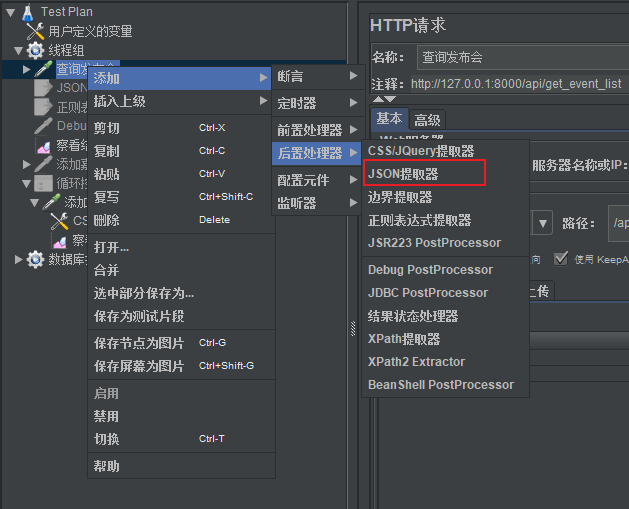 Test Plan
用户定义的变量
线程组
查询发布会
JSON
正则表
Debu
察看结
添加嘉
循环控
添加
CS
察看
数据库
添加
插入上级
剪切 Ctrl-X
复制 Ctrl-C
粘贴 Ctrl-V
复写 Ctrl+Shift-C
删除 Delete
打开...
合并
选中部分保存为...
保存为测试片段
保存节点为图片 Ctrl-G
保存屏幕为图片 Ctrl+Shift-G
启用
禁用
切换 Ctrl-T
帮助
断言
定时器
前置处理器
后置处理器
配置元件
监听器
CSS/JQuery提取器
JSON提取器
边界提取器
正则表达式提取器
JSR223 PostProcessor
Debug PostProcessor
JDBC PostProcessor
结果状态处理器
XPath提取器
XPath2 Extractor
BeanShell PostProcessor
HTTP请求
名称： 查询发布会
注释： http://127.0.0.1:8000/api/get_event_list
基本 高级
服务器名称或IP：
路径： /ap
向 使用 KeepA
上传